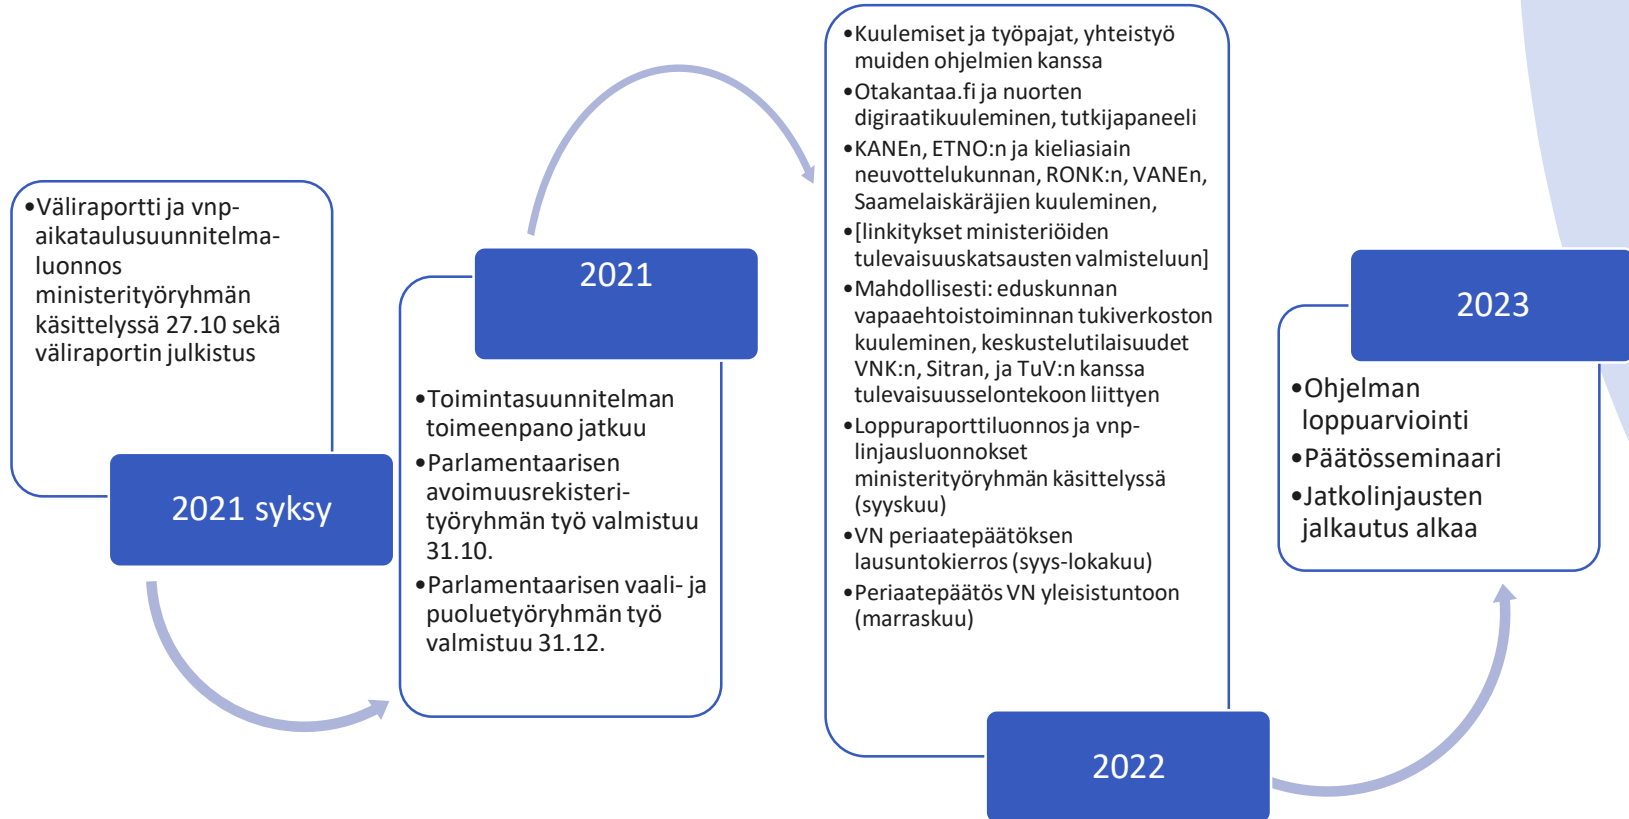 •Väliraportti ja vnp-
aikataulusuunnitelma-
luonnos
ministerityöryhmän
käsittelyssä 27.10 sekä
väliraportin julkistus
2021 syksy
2021
•Toimintasuunnitelman
toimeenpano jatkuu
•Parlamentaarisen
avoimuusrekisteri-
työryhmän työ valmistuu
31.10.
•Parlamentaarisen vaali- ja
puoluetyöryhmän työ
valmistuu 31.12.
•Kuulemiset ja työpajat, yhteistyö
muiden ohjelmien kanssa
•Otakantaa.fi ja nuorten
digiraatikuuleminen, tutkijapaneeli
•KANEn, ETNO:n ja kieliasiain
neuvottelukunnan, RONK:n, VANEn,
Saamelaiskäräjien kuuleminen,
•[linkitykset ministeriöiden
tulevaisuuskatsausten valmisteluun]
•Mahdollisesti: eduskunnan
vapaaehtoistoiminnan tukiverkoston
kuuleminen, keskustelutilaisuudet
VNK:n, Sitran, ja TuV:n kanssa
tulevaisuusselontekoon liittyen
•Loppuraporttiluonnos ja vnp-
linjausluonnokset
ministerityöryhmän käsittelyssä
(syyskuu)
•VN periaatepäätöksen
lausuntokierros (syys-lokakuu)
•Periaatepäätös VN yleisistuntoon
(marraskuu)
2022
2023
•Ohjelman
loppuarviointi
•Päätösseminaari
•Jatkolinjausten
jalkautus alkaa